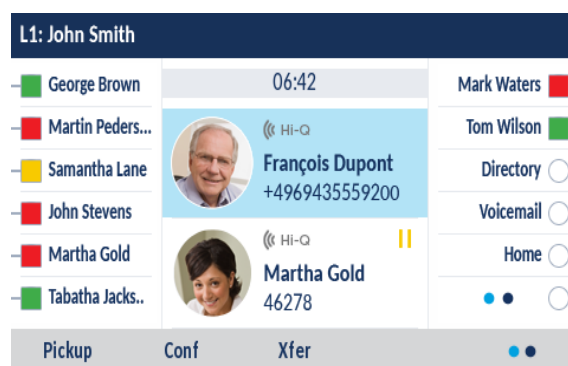 L1: John Smith
George Brown
Martin Peders...
Samantha Lane
John Stevens
Martha Gold
Tabatha Jacks..
06:42
Hi-Q
François Dupont
+4969435559200
Hi-Q
Martha Gold
46278
Mark Waters
Tom Wilson
Directory
Voicemail
Home
Pickup Conf Xfer